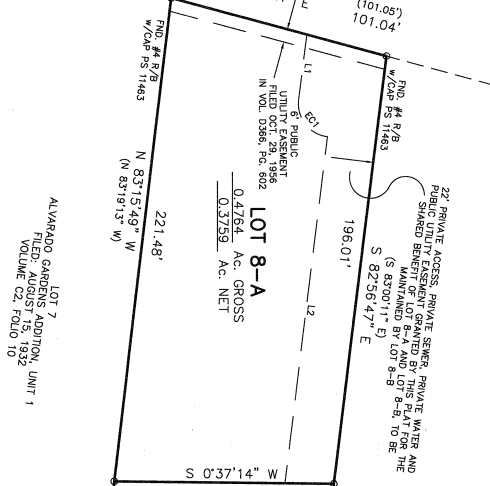 E
(101.05')
101.04'
FND. #4 R/B
w/CAP PS 11463
FND. #4 R/B
w/CAP PS 11463
L1
EC1
L2
6' PUBLIC
UTILITY EASEMENT
FILED OCT. 29, 1956
IN VOL. D366, PG. 602
22' PRIVATE ACCESS, PRIVATE SEWER, PRIVATE WATER AND
PUBLIC UTILITY EASEMENT GRANTED BY THIS PLAT FOR THE
SHARED BENEFIT OF LOT 8-A AND LOT 8-B, TO BE
MAINTAINED BY LOT 8-B
196.01'
S 82°56'47" E
(S 83°00'11" E)
LOT 8-A
0.4764 Ac. GROSS
0.3759 Ac. NET
221.48'
N 83°15'49" W
(N 83°19'13" W)
S 0°37'14" W
LOT 7
ALVARADO GARDENS ADDITION, UNIT 1
FILED: AUGUST 15, 1932
VOLUME C2, FOLIO 10